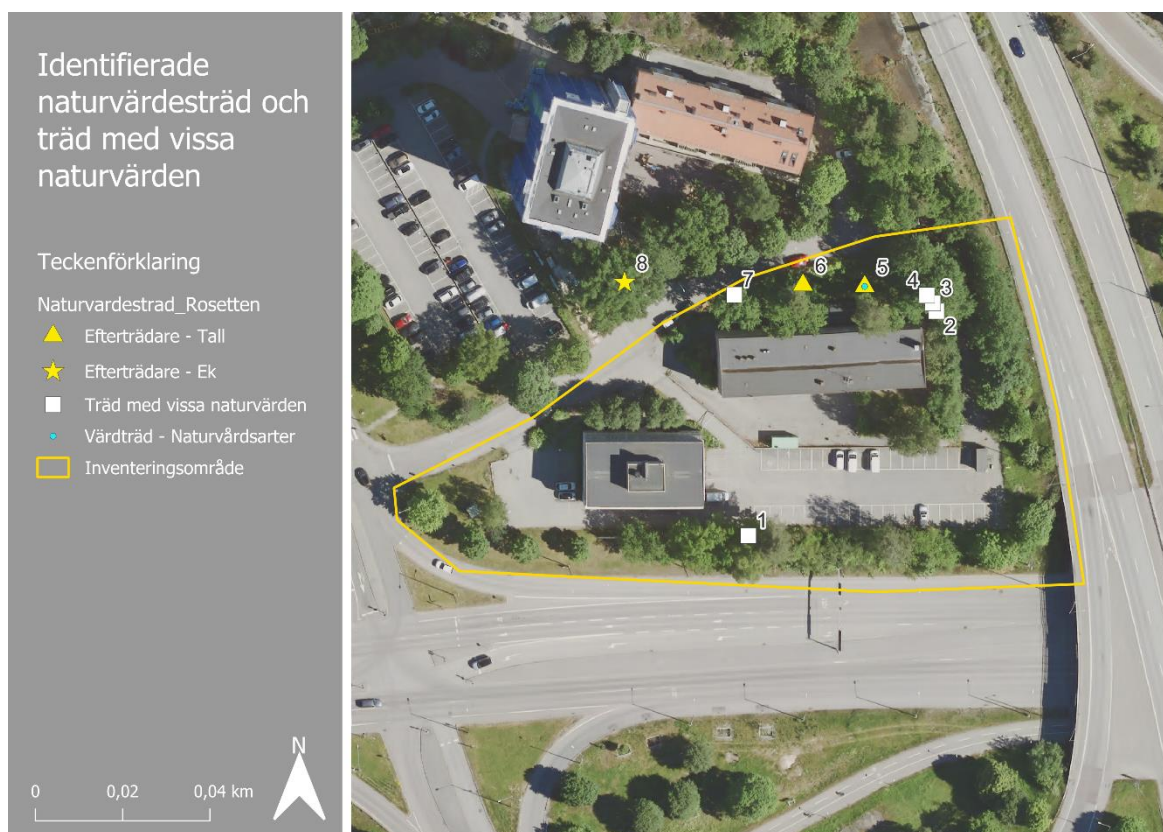 Identifierade
naturvärdesträd och
träd med vissa
naturvärden
Teckenförklaring
Naturvardestrad_Rosetten
Efterträdare - Tall
Efterträdare - Ek
Träd med vissa naturvärden
Värdträd - Naturvårdsarter
Inventeringsområde
N
0 0,02 0,04 km
8
7
6
5
4
3
2
1